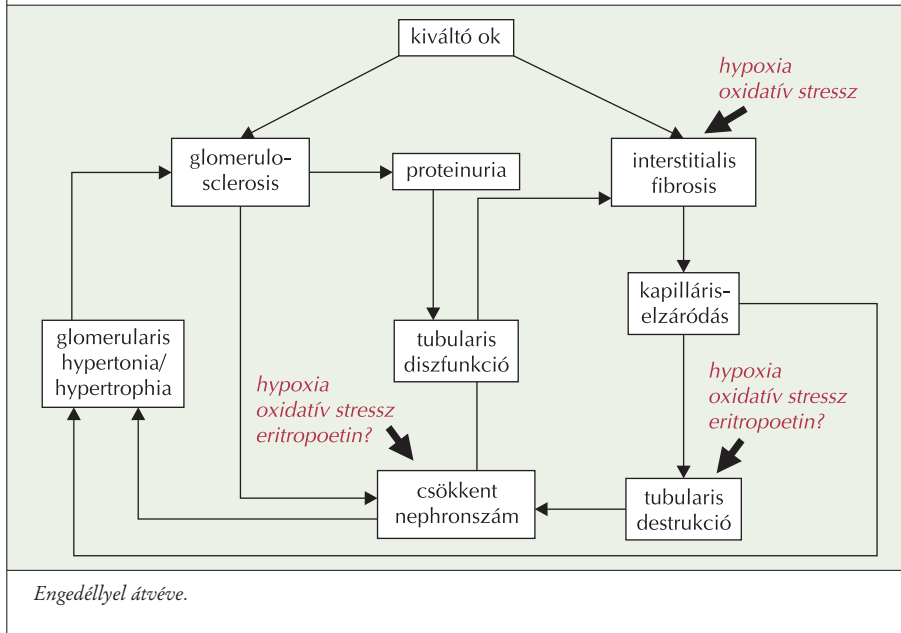 kiváltó ok
hypoxia
oxidatív stressz
glomerulo-
sclerosis
proteinuria
interstitialis
fibrosis
kapilláris-
elzáródás
glomerularis
hypertonia/
hypertrophia
tubularis
diszfunkció
hypoxia
oxidatív stressz
eritropoetin?
hypoxia
oxidatív stressz
eritropoetin?
csökkent
nephronszám
tubularis
destrukció
Engedéllyel átvéve.